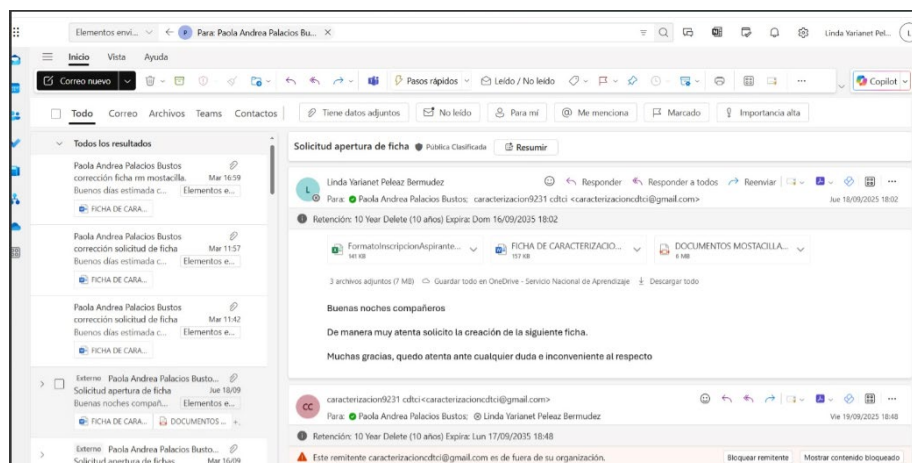 Elementos envi...
Para: Paola Andrea Palacios Bu...
Linda Yarianet Pel...
Inicio Vista Ayuda
Correo nuevo
Pasos rápidos
Leído / No leído
Copilot
Todo Correo Archivos Teams Contactos
Tiene datos adjuntos
No leído
Para mí
Me menciona
Marcado
Importancia alta
Todos los resultados
Paola Andrea Palacios Bustos
corrección ficha rm mostacilla. Mar 16:59
Buenos días estimada c... Elementos e...
FICHA DE CARA...
Paola Andrea Palacios Bustos
corrección solicitud de ficha Mar 11:57
Buenos días estimada c... Elementos e...
FICHA DE CARA...
Paola Andrea Palacios Bustos
corrección solicitud de ficha Mar 11:42
Buenos días estimada c... Elementos e...
FICHA DE CARA...
Externo Paola Andrea Palacios Busto...
Solicitud apertura de ficha Jue 18/09
Buenas noches compañ... Elementos e...
FICHA DE CARA... DOCUMENTOS ...
Externo Paola Andrea Palacios Busto...
Solicitud apertura de fichas Mar 16/09
Solicitud apertura de ficha Pública Clasificada Resumir
L
Linda Yarianet Peleaz Bermudez
Responder Responder a todos Reenviar
Para: Paola Andrea Palacios Bustos; caracterizacion9231 cdtci <caracterizacioncdtci@gmail.com>
Jue 18/09/2025 18:02
Retención: 10 Year Delete (10 años) Expira: Dom 16/09/2035 18:02
FormatoInscripcionAspirante...
141 KB
FICHA DE CARACTERIZACIO...
157 KB
DOCUMENTOS MOSTACILLA...
6 MB
3 archivos adjuntos (7 MB) Guardar todo en OneDrive - Servicio Nacional de Aprendizaje Descargar todo
Buenas noches compañeros
De manera muy atenta solicito la creación de la siguiente ficha.
Muchas gracias, quedo atenta ante cualquier duda e inconveniente al respecto
CC
caracterizacion9231 cdtci<caracterizacioncdtci@gmail.com>
Para: Paola Andrea Palacios Bustos; Linda Yarianet Peleaz Bermudez
Vie 19/09/2025 18:48
Retención: 10 Year Delete (10 años) Expira: Lun 17/09/2035 18:48
Este remitente caracterizacioncdtci@gmail.com es de fuera de su organización.
Bloquear remitente
Mostrar contenido bloqueado